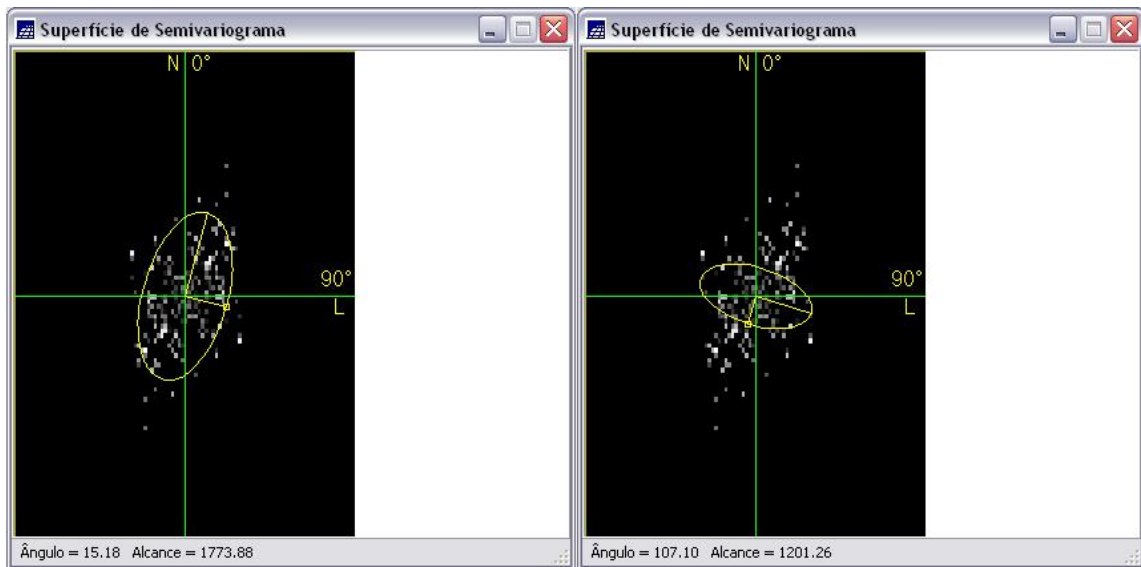 Superfície de Semivariograma
N 0°
90°
L
Ângulo = 15.18 Alcance = 1773.88
Superfície de Semivariograma
N 0°
90°
L
Ângulo = 107.10 Alcance = 1201.26